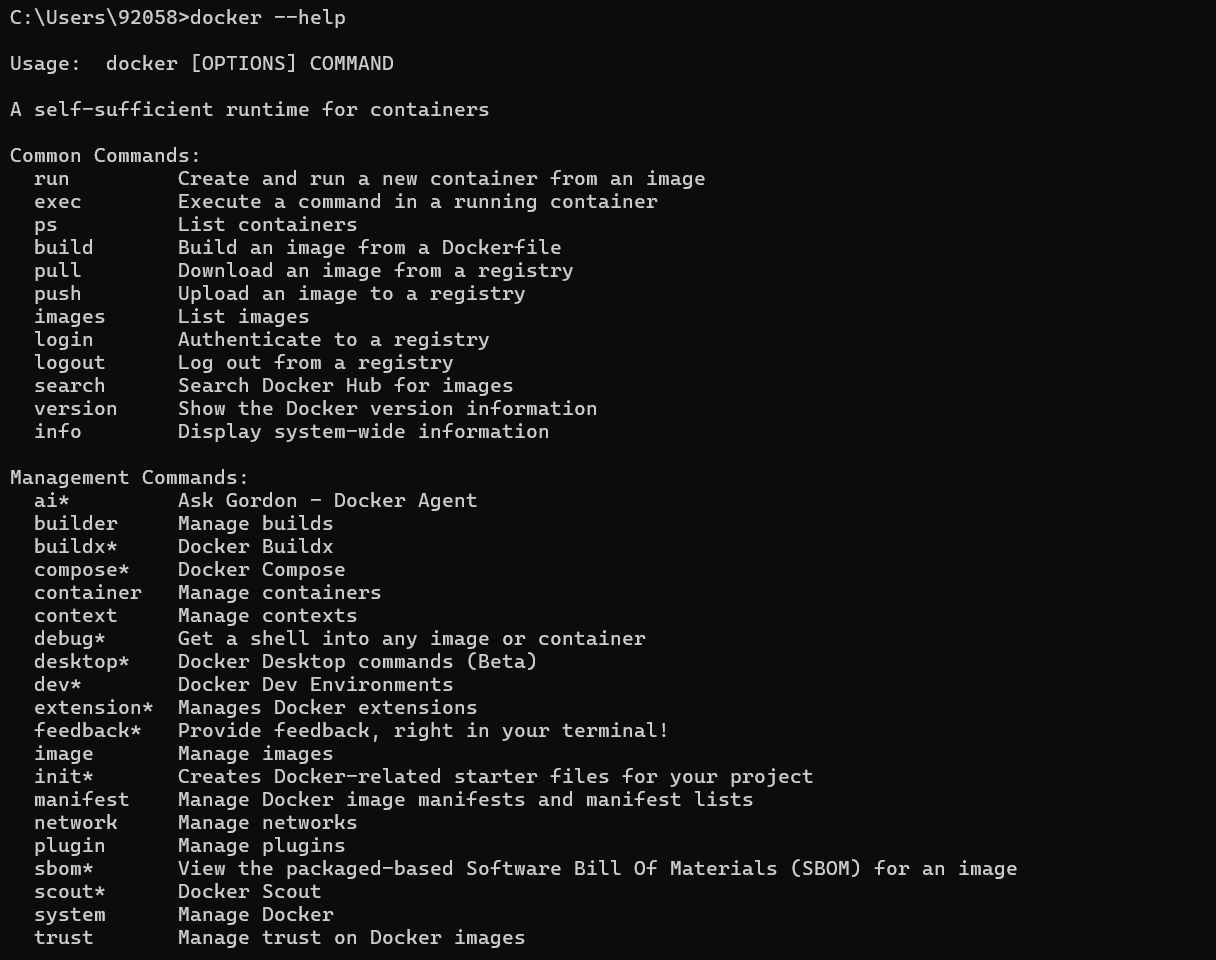 C:\Users\92058>docker --help
Usage:  docker [OPTIONS] COMMAND
A self-sufficient runtime for containers
Common Commands:
  run         Create and run a new container from an image
  exec        Execute a command in a running container
  ps          List containers
  build       Build an image from a Dockerfile
  pull        Download an image from a registry
  push        Upload an image to a registry
  images      List images
  login       Authenticate to a registry
  logout      Log out from a registry
  search      Search Docker Hub for images
  version     Show the Docker version information
  info        Display system-wide information
Management Commands:
  ai*         Ask Gordon - Docker Agent
  builder     Manage builds
  buildx*     Docker Buildx
  compose*    Docker Compose
  container   Manage containers
  context     Manage contexts
  debug*      Get a shell into any image or container
  desktop*    Docker Desktop commands (Beta)
  dev*        Docker Dev Environments
  extension*  Manages Docker extensions
  feedback*   Provide feedback, right in your terminal!
  image       Manage images
  init*       Creates Docker-related starter files for your project
  manifest    Manage Docker image manifests and manifest lists
  network     Manage networks
  plugin      Manage plugins
  sbom*       View the packaged-based Software Bill Of Materials (SBOM) for an image
  scout*      Docker Scout
  system      Manage Docker
  trust       Manage trust on Docker images